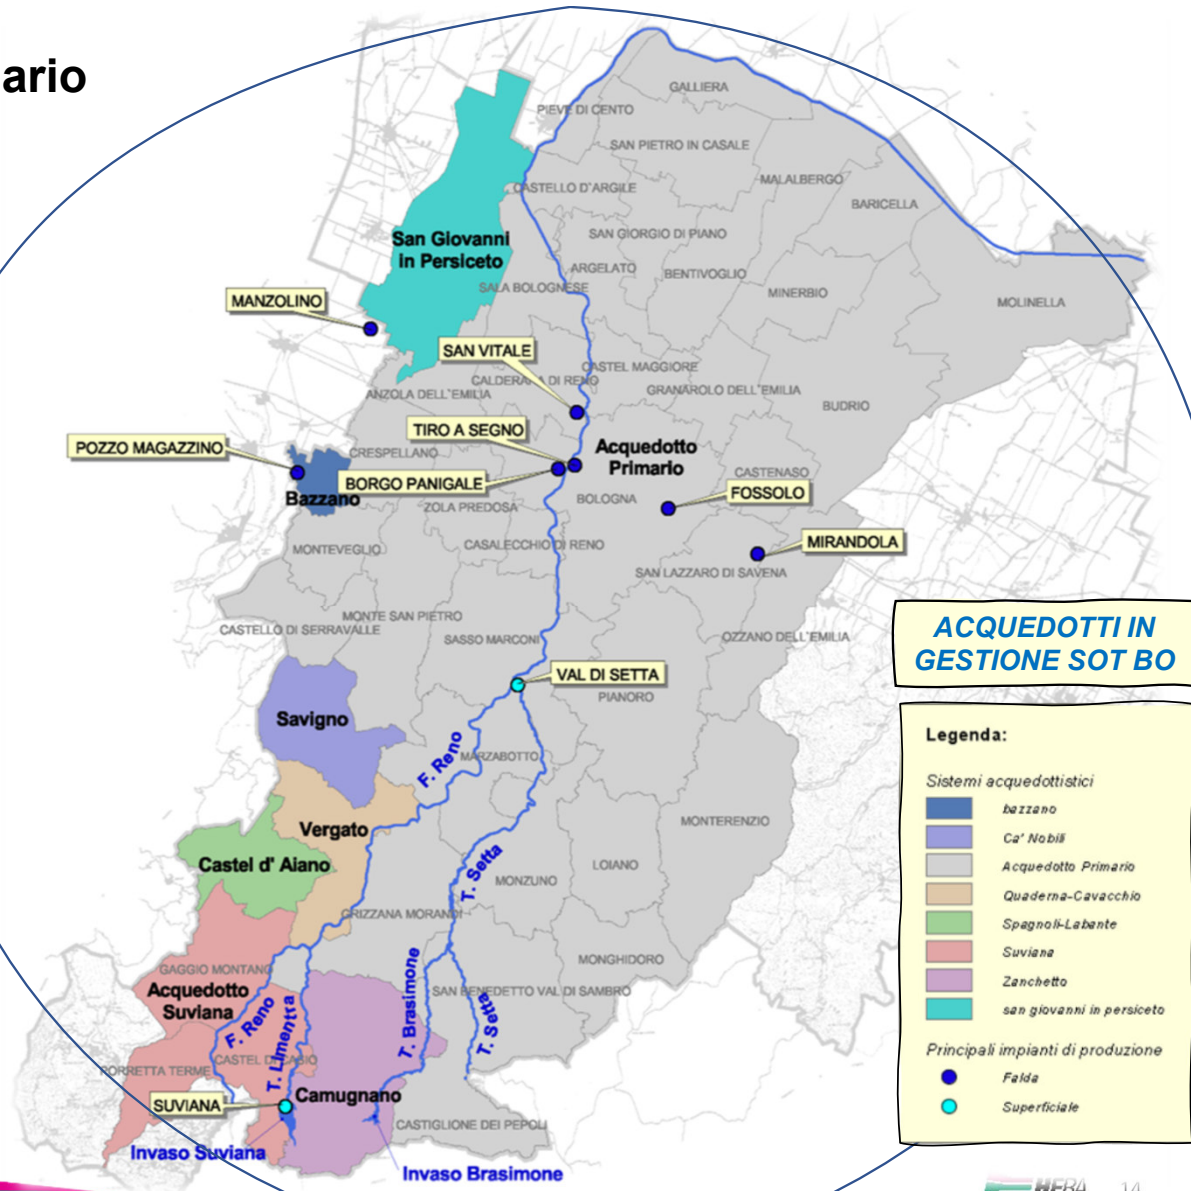 ario
GALLIERA
PIEVE DI CENTO
SAN PIETRO IN CASALE
MALALBERGO
CASTELLO D'ARGILE
BARICELLA
SAN GIORGIO DI PIANO
San Giovanni
in Persiceto
ARGELATO
BENTIVOGLIO
SALA BOLOGNESE
MINERBIO
MOLINELLA
MANZOLINO
SAN VITALE
CASTEL MAGGIORE
CALDERARA DI RENO
ANZOLA DELL'EMILIA
GRANAROLO DELL'EMILIA
BUDRIO
TIRO A SEGNO
POZZO MAGAZZINO
Acquedotto
Primario
CRESPELLANO
CASTENASO
BORGO PANIGALE
Bazzano
FOSSOLO
BOLOGNA
ZOLA PREDOSA
MONTEVEGLIO
CASALECCHIO DI RENO
MIRANDOLA
SAN LAZZARO DI SAVENA
MONTE SAN PIETRO
CASTELLO DI SERRAVALLE
SASSO MARCONI
OZZANO DELL'EMILIA
VAL DI SETTA
PIANORO
Savigno
F. Reno
MARZABOTTO
Vergato
MONTERENZIO
Castel d' Aiano
T. Setta
LOIANO
MONZUNO
GRIZZANA MORANDI
MONGHIDORO
GAGGIO MONTANO
Acquedotto
Suviana
SAN BENEDETTO VAL DI SAMBRO
F. Reno
T. Limentra
T. Brasimone
T. Setta
CASTEL DI CASIO
PORRETTA TERME
Camugnano
SUVIANA
CASTIGLIONE DEI PEPOLI
Invaso Suviana
Invaso Brasimone
ACQUEDOTTI IN
GESTIONE SOT BO
Legenda:
Sistemi acquedottistici
bazzano
Ca' Nobili
Acquedotto Primario
Quaderna-Cavacchio
Spagnoli-Labante
Suviana
Zanchetto
san giovanni in persiceto
Principali impianti di produzione
Falda
Superficiale
HERA
14